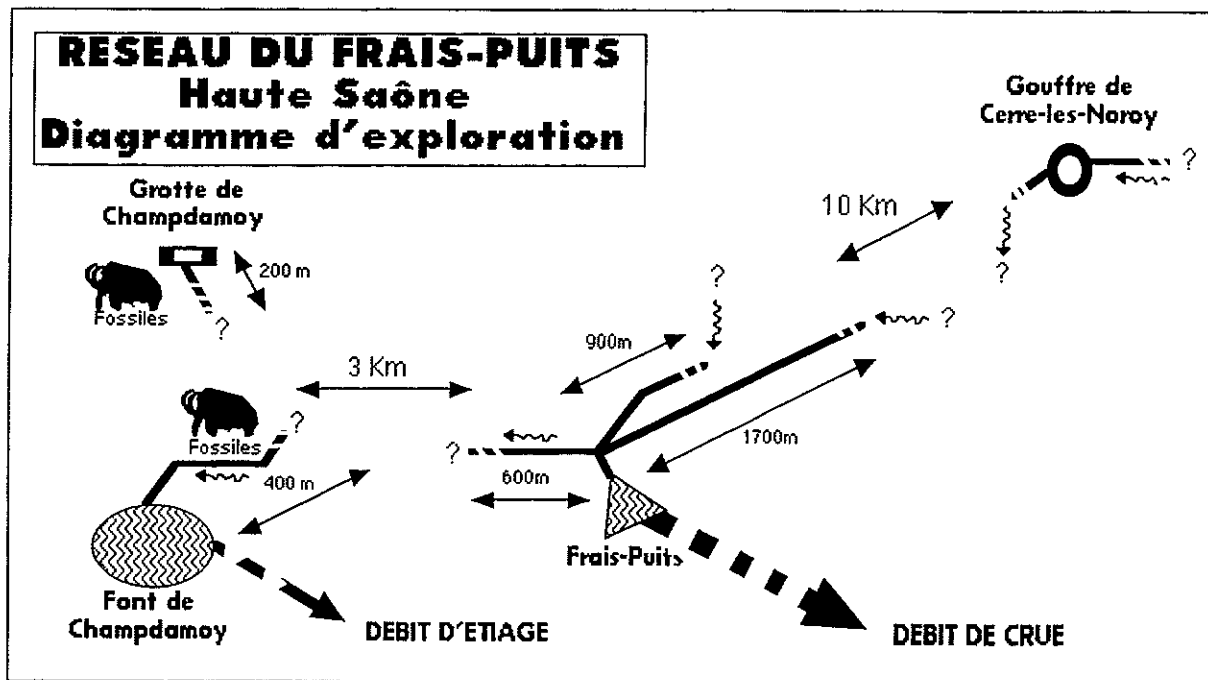 RESEAU DU FRAIS-PUITS
Haute Saône
Diagramme d'exploration
Gouffre de
Cerre-les-Noroy
?
?
Grotte de
Champdamoy
200 m
Fossiles
?
10 Km
?
?
900m
3 Km
1700m
Fossiles
?
?
400 m
600m
Frais-Puits
Font de
Champdamoy
DEBIT D'ETIAGE
DEBIT DE CRUE